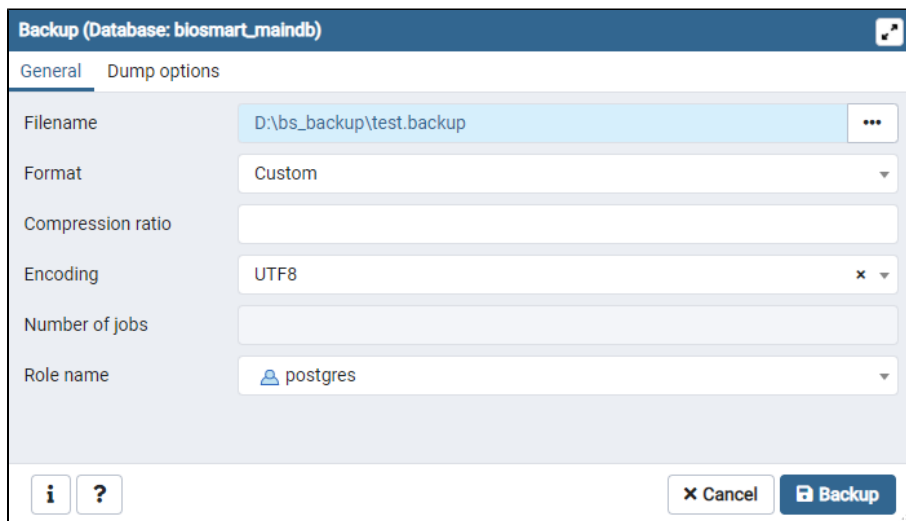 Backup (Database: biosmart_maindb)
General Dump options
Filename D:\bs_backup\test.backup •••
Format Custom
Compression ratio
Encoding UTF8 ×
Number of jobs
Role name postgres
i ? × Cancel Backup